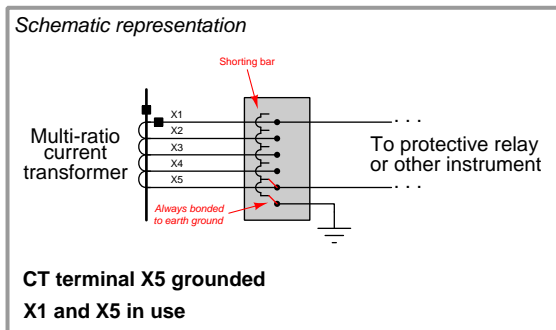 Schematic representation
Shorting bar
X1
X2
X3
X4
X5
Multi-ratio
current
transformer
To protective relay
or other instrument
Always bonded
to earth ground
CT terminal X5 grounded
X1 and X5 in use